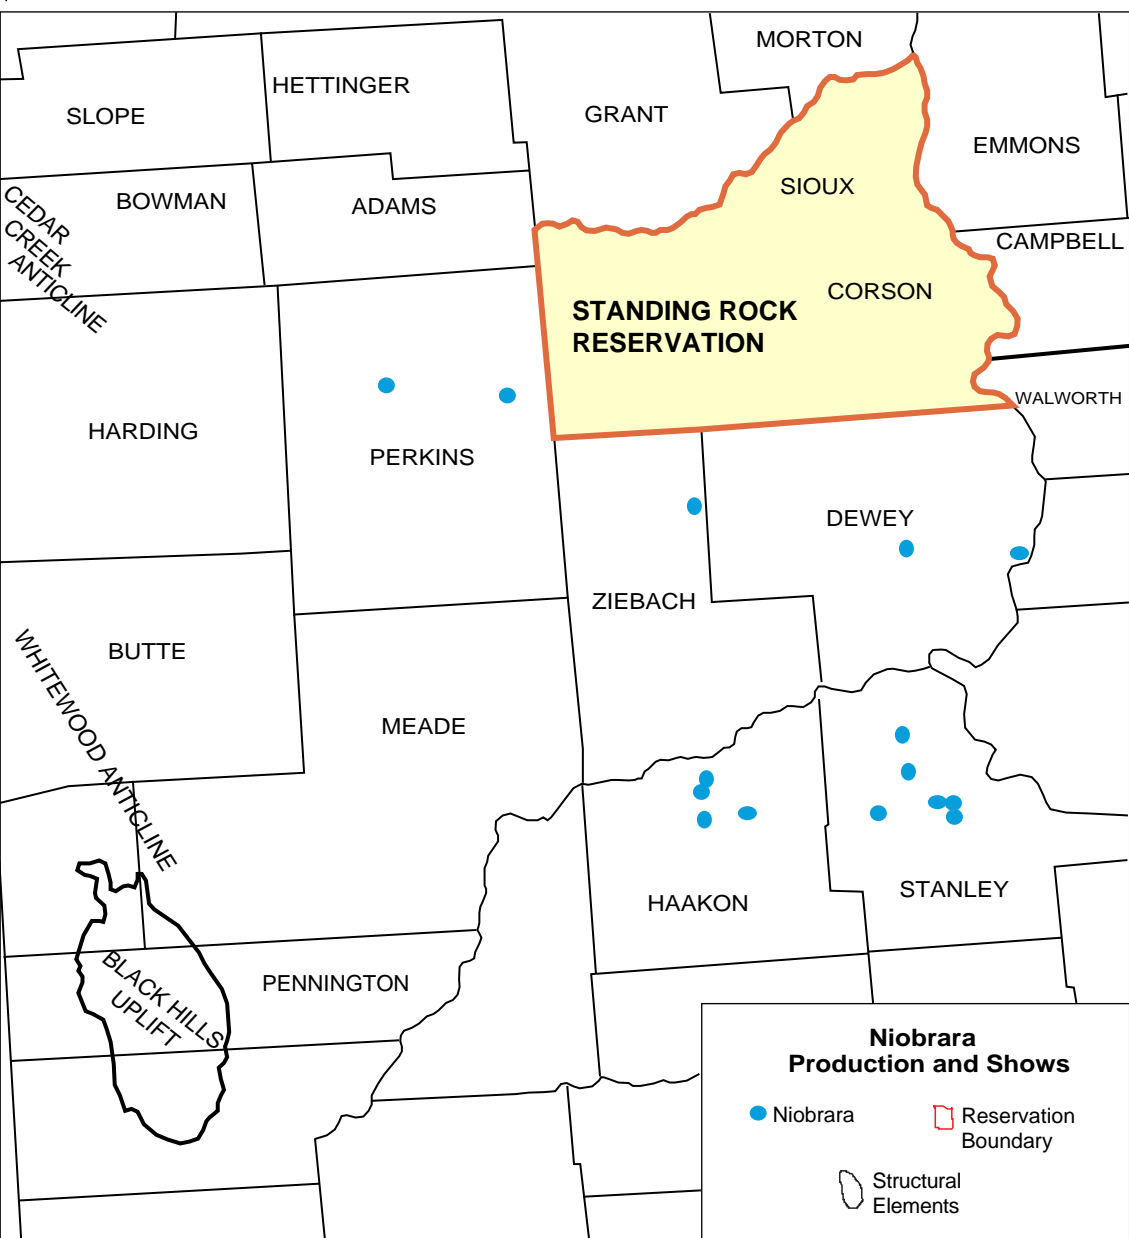 MORTON
HETTINGER
SLOPE
GRANT
EMMONS
SIOUX
BOWMAN
ADAMS
CEDAR
CREEK
ANTICLINE
CAMPBELL
CORSON
STANDING ROCK
RESERVATION
WALWORTH
HARDING
PERKINS
DEWEY
ZIEBACH
BUTTE
WHITEWOOD ANTICLINE
MEADE
STANLEY
HAAKON
BLACK HILLS
UPLIFT
PENNINGTON
Niobrara
Production and Shows
Niobrara
Reservation
Boundary
Structural
Elements